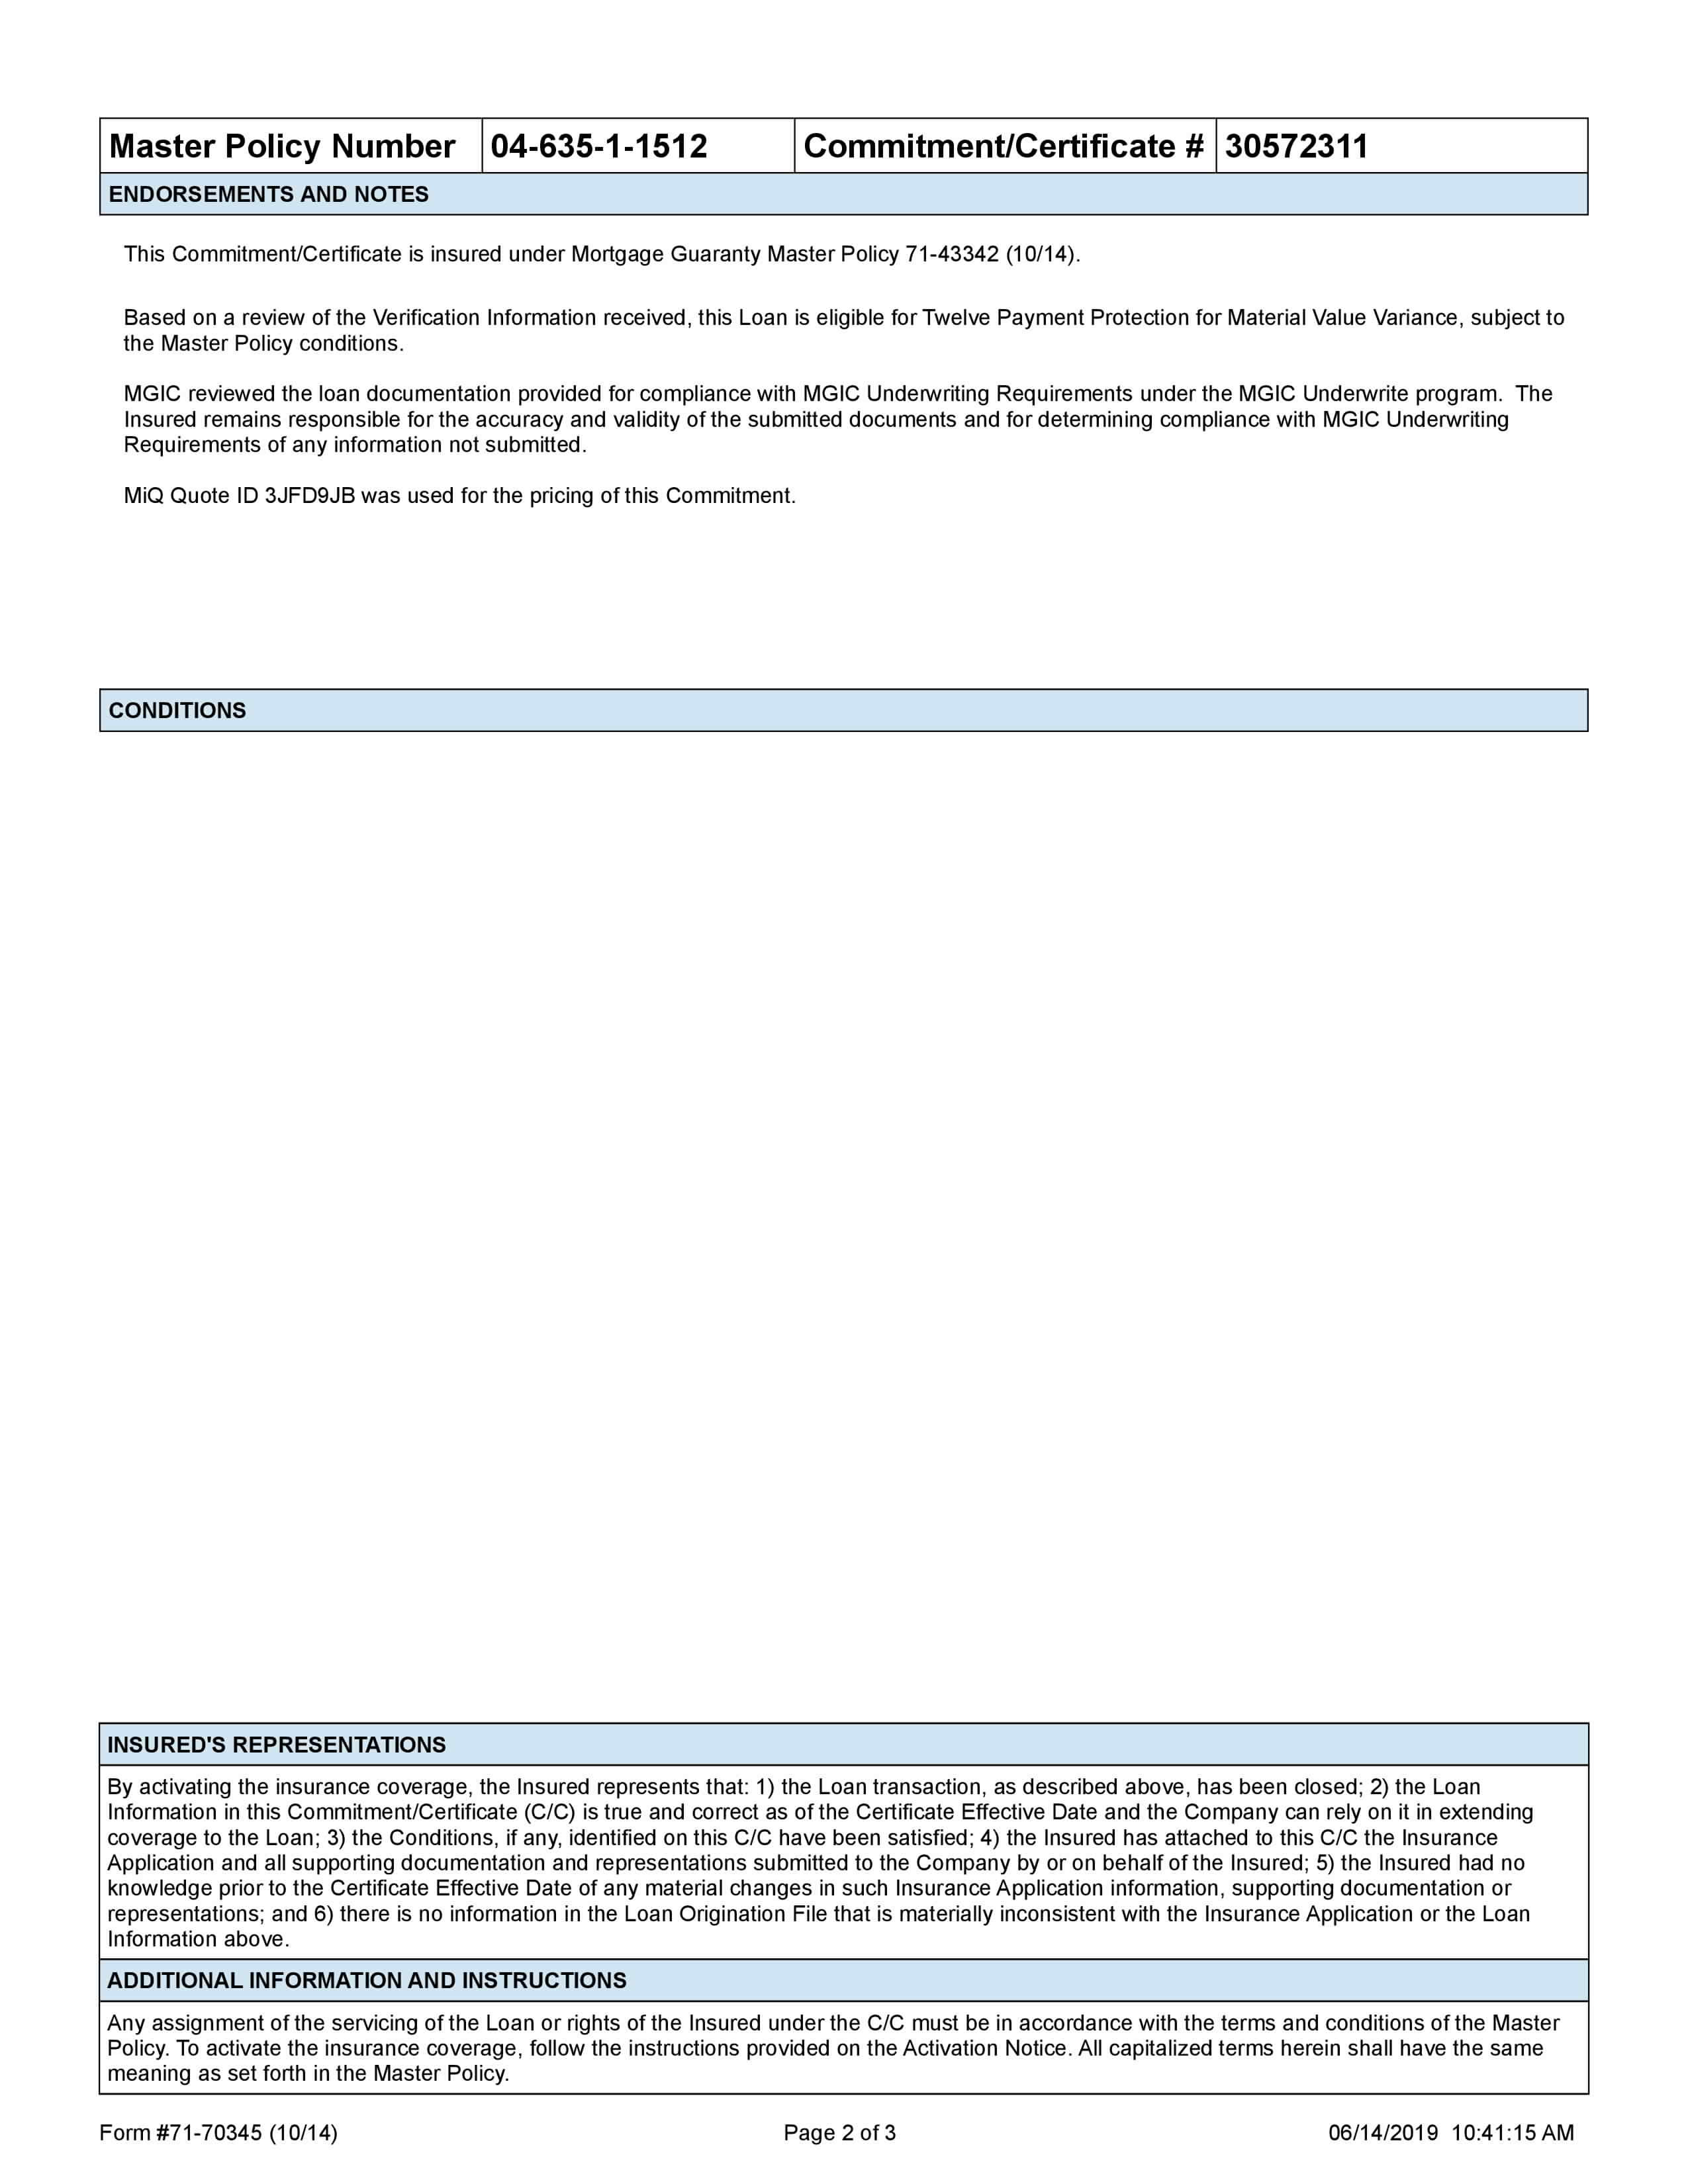 Master Policy Number 04-635-1-1512 Commitment/Certificate # 30572311
ENDORSEMENTS AND NOTES
This Commitment/Certificate is insured under Mortgage Guaranty Master Policy 71-43342 (10/14).
Based on a review of the Verification Information received, this Loan is eligible for Twelve Payment Protection for Material Value Variance, subject to
the Master Policy conditions.
MGIC reviewed the loan documentation provided for compliance with MGIC Underwriting Requirements under the MGIC Underwrite program.  The
Insured remains responsible for the accuracy and validity of the submitted documents and for determining compliance with MGIC Underwriting
Requirements of any information not submitted.
MiQ Quote ID 3JFD9JB was used for the pricing of this Commitment.
CONDITIONS
INSURED'S REPRESENTATIONS
By activating the insurance coverage, the Insured represents that: 1) the Loan transaction, as described above, has been closed; 2) the Loan
Information in this Commitment/Certificate (C/C) is true and correct as of the Certificate Effective Date and the Company can rely on it in extending
coverage to the Loan; 3) the Conditions, if any, identified on this C/C have been satisfied; 4) the Insured has attached to this C/C the Insurance
Application and all supporting documentation and representations submitted to the Company by or on behalf of the Insured; 5) the Insured had no
knowledge prior to the Certificate Effective Date of any material changes in such Insurance Application information, supporting documentation or
representations; and 6) there is no information in the Loan Origination File that is materially inconsistent with the Insurance Application or the Loan
Information above.
ADDITIONAL INFORMATION AND INSTRUCTIONS
Any assignment of the servicing of the Loan or rights of the Insured under the C/C must be in accordance with the terms and conditions of the Master
Policy. To activate the insurance coverage, follow the instructions provided on the Activation Notice. All capitalized terms herein shall have the same
meaning as set forth in the Master Policy.
Form #71-70345 (10/14) Page 2 of 3 06/14/2019  10:41:15 AM